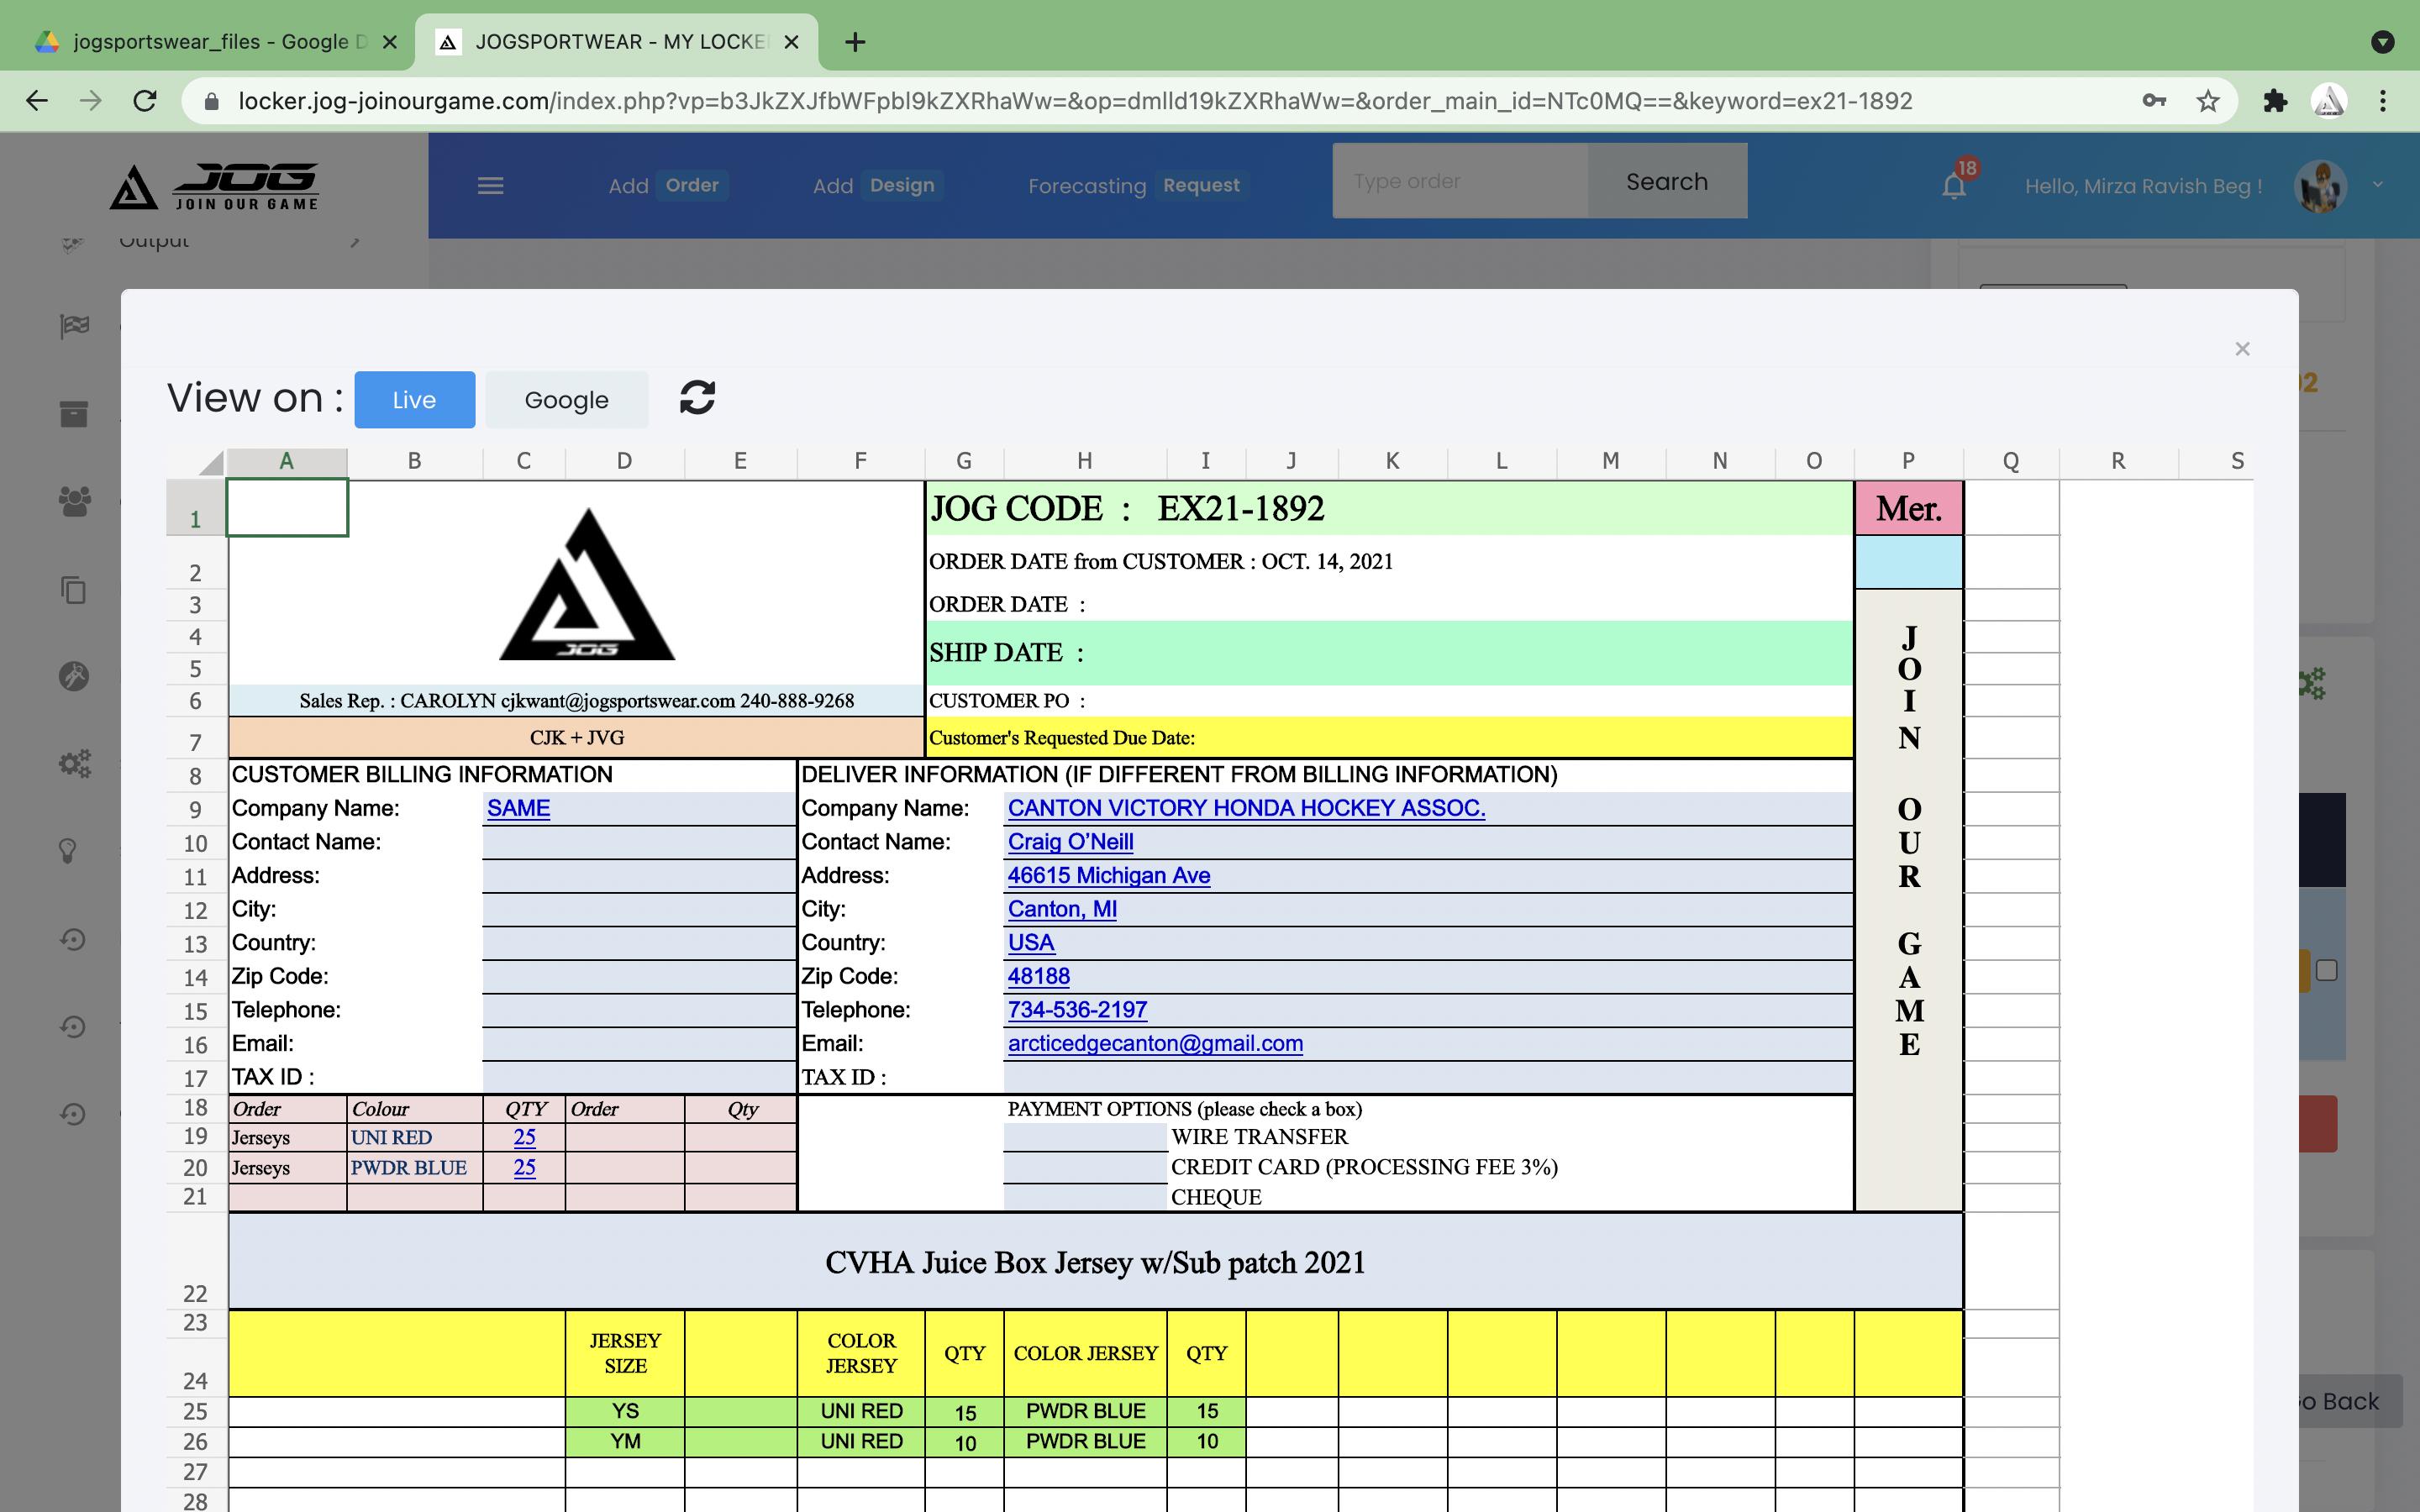 jogsportswear_files - Google D
JOGSPORTWEAR - MY LOCKE
locker.jog-joinourgame.com/index.php?vp=b3JkZXJfbWFpbl9kZXRhaWw=&op=dmlld19kZXRhaWw=&order_main_id=NTc0MQ==&keyword=ex21-1892
JOG
JOIN OUR GAME
Add Order
Add Design
Forecasting Request
Type order
Search
18
Hello, Mirza Ravish Beg !
Output
View on :
Live
Google
A B C D E F G H I J K L M N O P Q R S
1
JOG CODE : EX21-1892
Mer.
2
ORDER DATE from CUSTOMER : OCT. 14, 2021
3
ORDER DATE :
4
SHIP DATE :
5
JOG
6
Sales Rep. : CAROLYN cjkwant@jogsportswear.com 240-888-9268
CUSTOMER PO :
7
CJK + JVG
Customer's Requested Due Date:
JOIN OUR GAME
8
CUSTOMER BILLING INFORMATION
DELIVER INFORMATION (IF DIFFERENT FROM BILLING INFORMATION)
9
Company Name: SAME
Company Name: CANTON VICTORY HONDA HOCKEY ASSOC.
10
Contact Name:
Contact Name: Craig O’Neill
11
Address:
Address: 46615 Michigan Ave
12
City:
City: Canton, MI
13
Country:
Country: USA
14
Zip Code:
Zip Code: 48188
15
Telephone:
Telephone: 734-536-2197
16
Email:
Email: arcticedgecanton@gmail.com
17
TAX ID :
TAX ID :
18
Order Colour QTY Order Qty
PAYMENT OPTIONS (please check a box)
19
Jerseys UNI RED 25
WIRE TRANSFER
20
Jerseys PWDR BLUE 25
CREDIT CARD (PROCESSING FEE 3%)
21
CHEQUE
22
CVHA Juice Box Jersey w/Sub patch 2021
23
24
JERSEY SIZE
COLOR JERSEY
QTY
COLOR JERSEY
QTY
25
YS UNI RED 15 PWDR BLUE 15
26
YM UNI RED 10 PWDR BLUE 10
27
28
Back